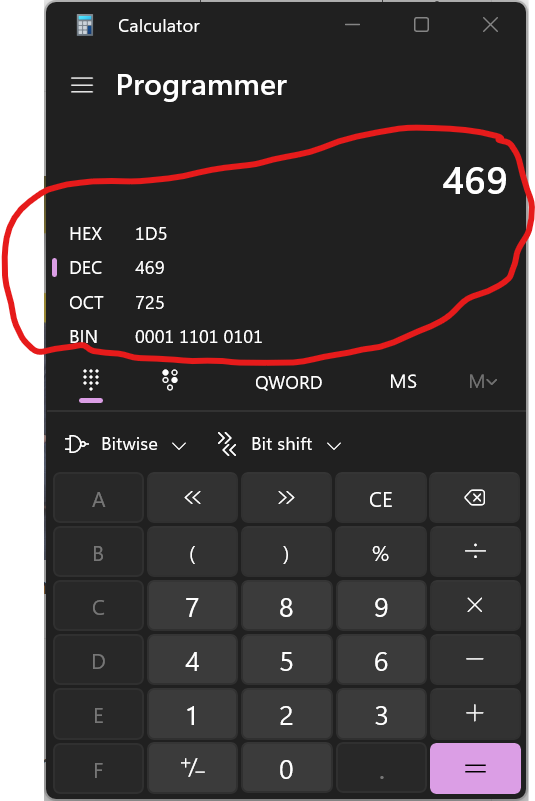 Calculator
Programmer
469
HEX 1D5
DEC 469
OCT 725
BIN 0001 1101 0101
QWORD MS M
Bitwise Bit shift
A << >> CE
B ( ) % ÷
C 7 8 9 ×
D 4 5 6 −
E 1 2 3 +
F +/− 0 . =